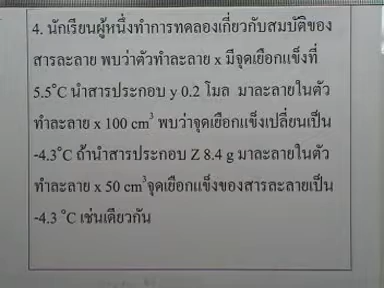 4. นักเรียนผู้หนึ่งทำการทดลองเกี่ยวกับสมบัติของ
สารละลาย พบว่าตัวทำละลาย x มีจุดเยือกแข็งที่
5.5°C นำสารประกอบ y 0.2 โมล มาละลายในตัว
ทำละลาย x 100 cm³ พบว่าจุดเยือกแข็งเปลี่ยนเป็น
-4.3°C ถ้านำสารประกอบ Z 8.4 g มาละลายในตัว
ทำละลาย x 50 cm³จุดเยือกแข็งของสารละลายเป็น
-4.3 °C เช่นเดียวกัน